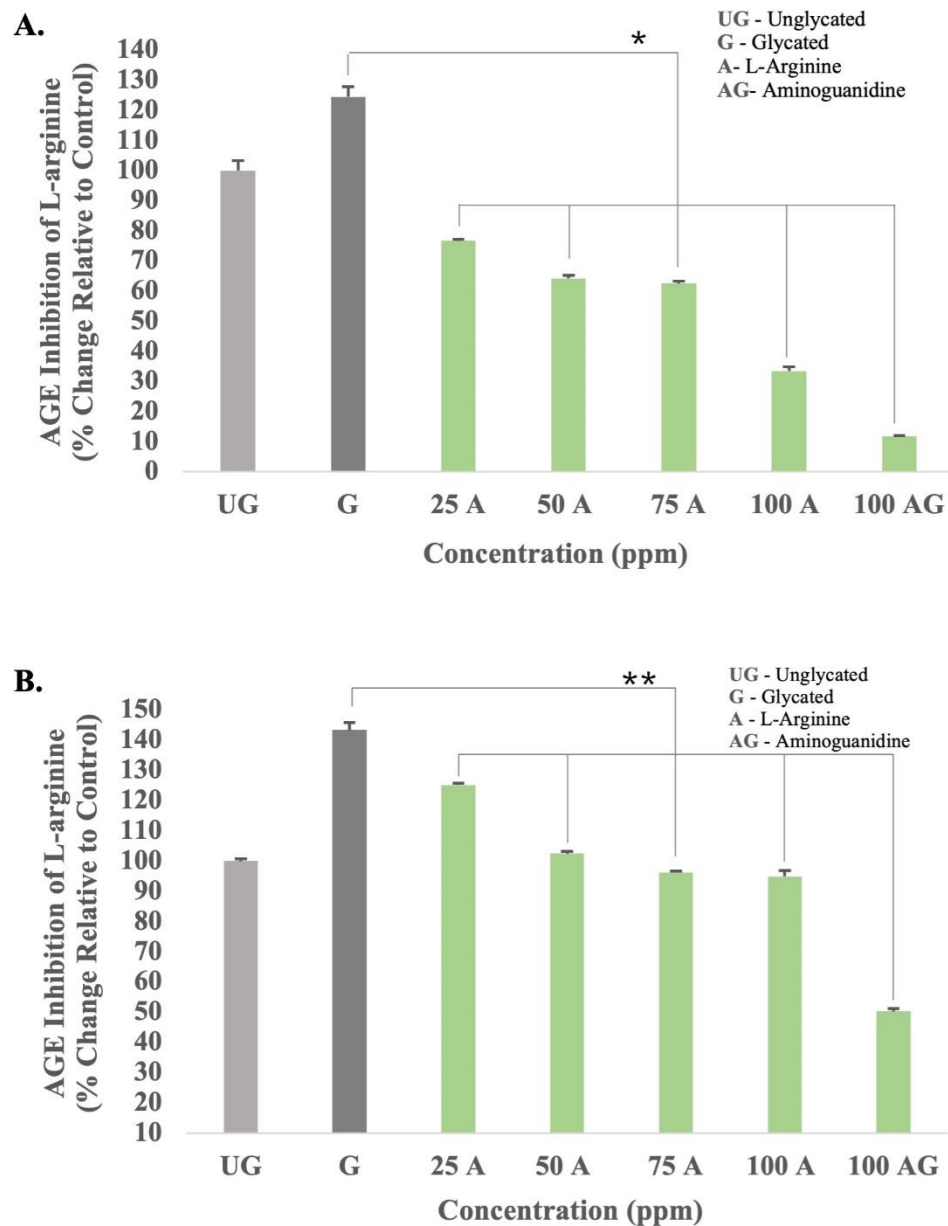 A.
UG - Unglycated
G - Glycated
A- L-Arginine
AG- Aminoguanidine
*
AGE Inhibition of L-arginine
(% Change Relative to Control)
140
130
120
110
100
90
80
70
60
50
40
30
20
10
0
UG G 25 A 50 A 75 A 100 A 100 AG
Concentration (ppm)
B.
UG - Unglycated
G - Glycated
A - L-Arginine
AG - Aminoguanidine
**
AGE Inhibition of L-arginine
(% Change Relative to Control)
150
140
130
120
110
100
90
80
70
60
50
40
30
20
10
UG G 25 A 50 A 75 A 100 A 100 AG
Concentration (ppm)